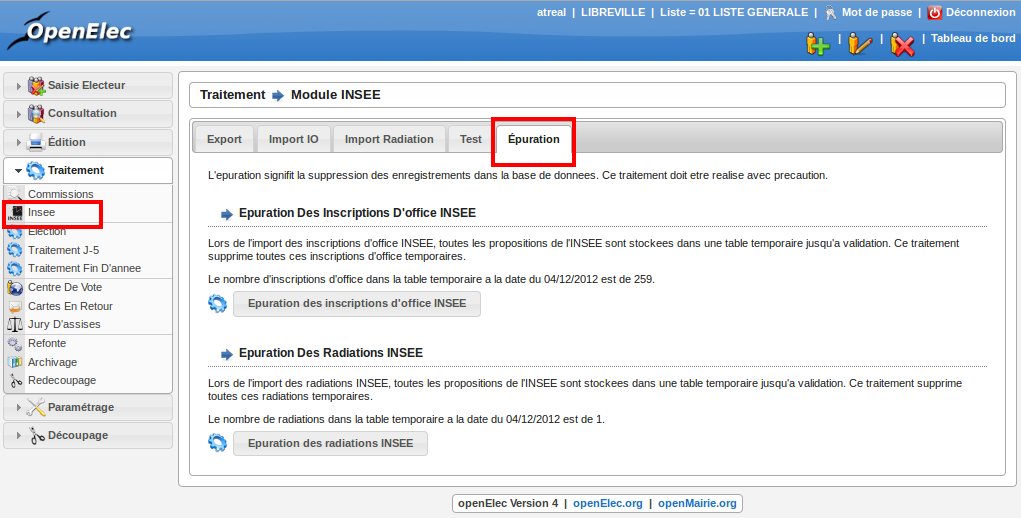 OpenElec
atreal | LIBREVILLE | Liste = 01 LISTE GENERALE | Mot de passe | Déconnexion
| | | Tableau de bord
Saisie Electeur
Consultation
Édition
Traitement
Commissions
INSEE Insee
Election
Traitement J-5
Traitement Fin D'annee
Centre De Vote
Cartes En Retour
Jury D'assises
Refonte
Archivage
Redecoupage
Paramétrage
Découpage
Traitement Module INSEE
Export Import IO Import Radiation Test Épuration
L'epuration signifit la suppression des enregistrements dans la base de donnees. Ce traitement doit etre realise avec precaution.
Epuration Des Inscriptions D'office INSEE
Lors de l'import des inscriptions d'office INSEE, toutes les propositions de l'INSEE sont stockees dans une table temporaire jusqu'a validation. Ce traitement
supprime toutes ces inscriptions d'office temporaires.
Le nombre d'inscriptions d'office dans la table temporaire a la date du 04/12/2012 est de 259.
Epuration des inscriptions d'office INSEE
Epuration Des Radiations INSEE
Lors de l'import des radiations INSEE, toutes les propositions de l'INSEE sont stockees dans une table temporaire jusqu'a validation. Ce traitement supprime
toutes ces radiations temporaires.
Le nombre de radiations dans la table temporaire a la date du 04/12/2012 est de 1.
Epuration des radiations INSEE
openElec Version 4 | openElec.org | openMairie.org